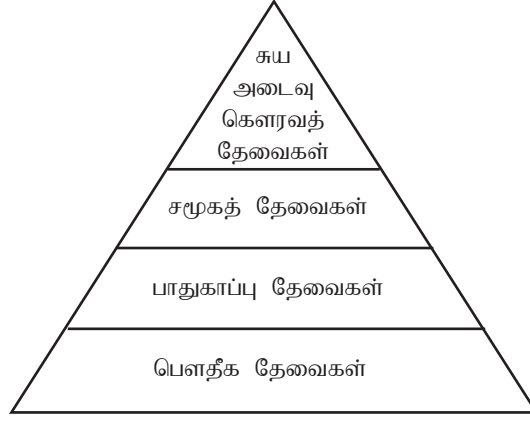 சுய
அடைவு
கௌரவத்
தேவைகள்
சமூகத் தேவைகள்
பாதுகாப்பு தேவைகள்
பௌதீக தேவைகள்